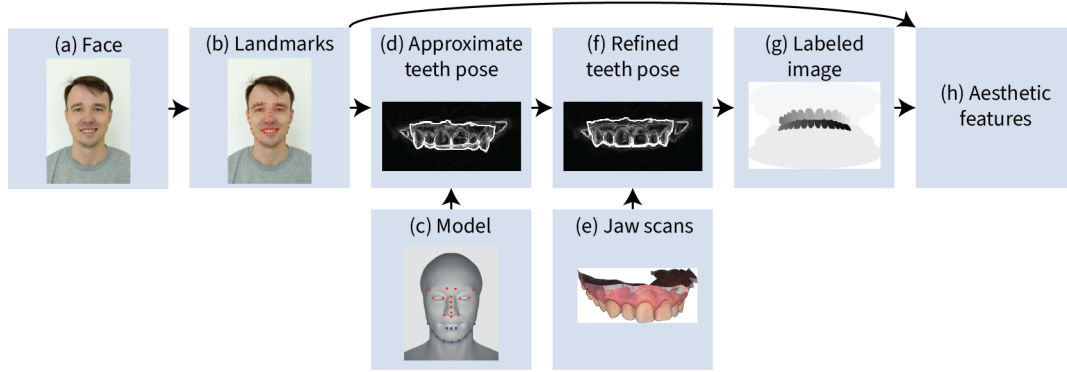 (a) Face
(b) Landmarks
(d) Approximate
teeth pose
(f) Refined
teeth pose
(g) Labeled
image
(h) Aesthetic
features
(c) Model
(e) Jaw scans